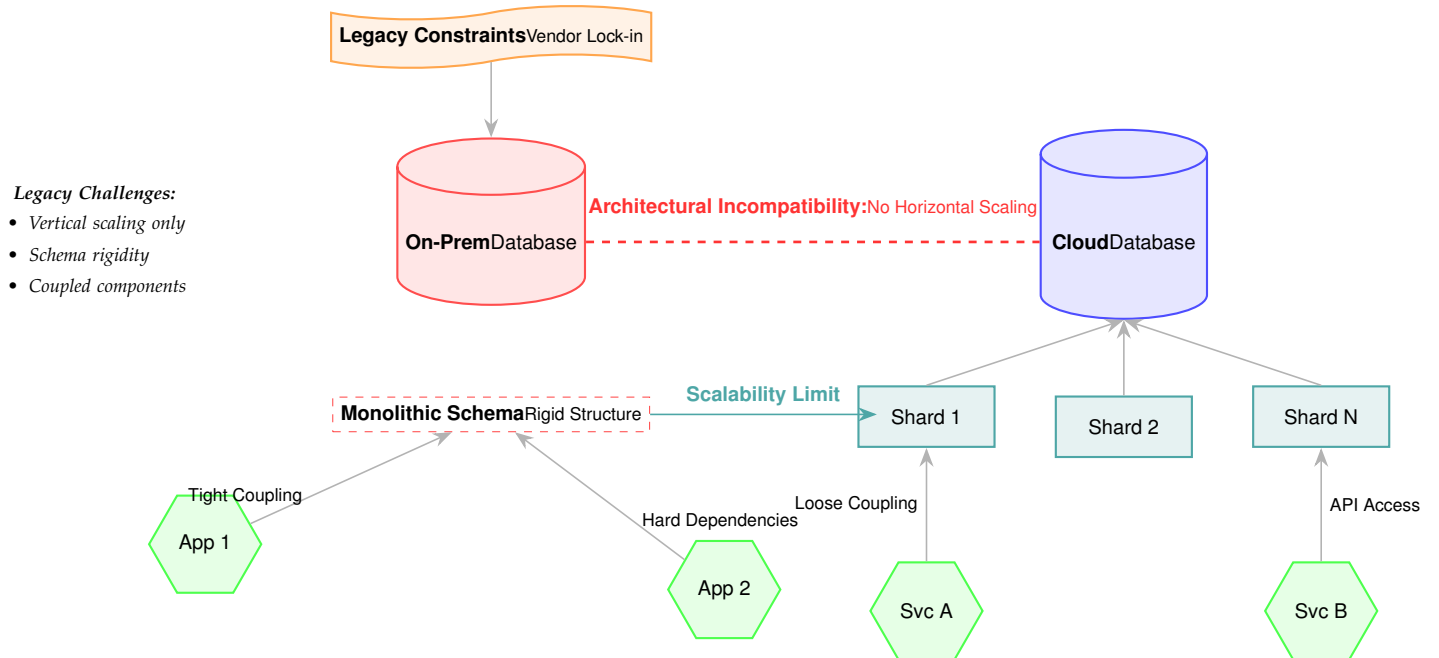 Legacy ConstraintsVendor Lock-in
Legacy Challenges:
• Vertical scaling only
• Schema rigidity
• Coupled components
Architectural Incompatibility:No Horizontal Scaling
On-PremDatabase
CloudDatabase
Scalability Limit
Monolithic SchemaRigid Structure
Shard 1
Shard 2
Shard N
Tight Coupling
Hard Dependencies
Loose Coupling
API Access
App 1
App 2
Svc A
Svc B